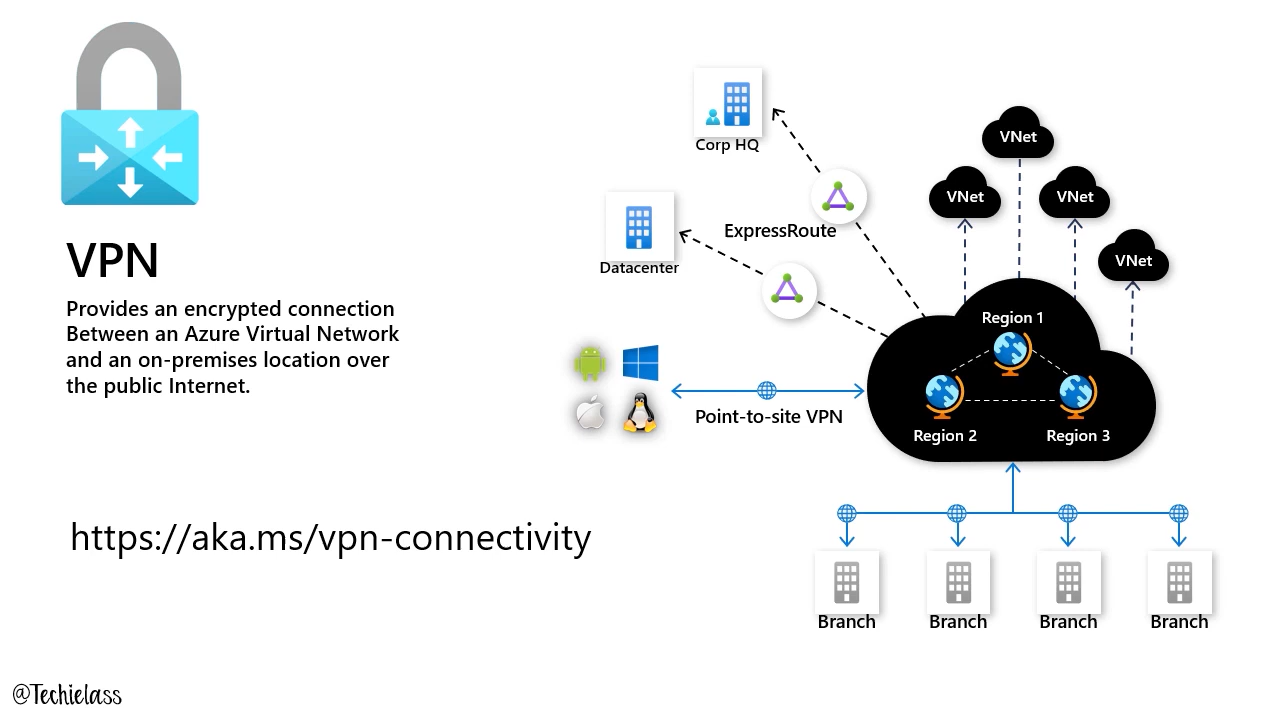 VPN
Provides an encrypted connection
Between an Azure Virtual Network
and an on-premises location over
the public Internet.
https://aka.ms/vpn-connectivity
@Techielass
Corp HQ
Datacenter
ExpressRoute
Point-to-site VPN
VNet
VNet
VNet
VNet
Region 1
Region 2
Region 3
Branch
Branch
Branch
Branch